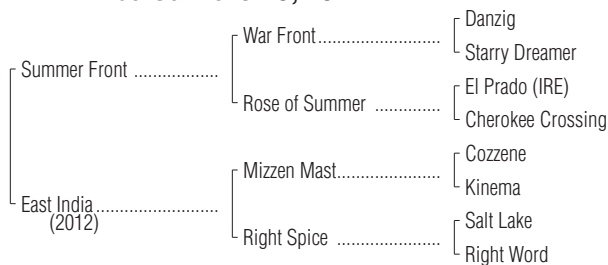 Summer Front
East India
(2012)
War Front
Rose of Summer
Mizzen Mast
Right Spice
Danzig
Starry Dreamer
El Prado (IRE)
Cherokee Crossing
Cozzene
Kinema
Salt Lake
Right Word